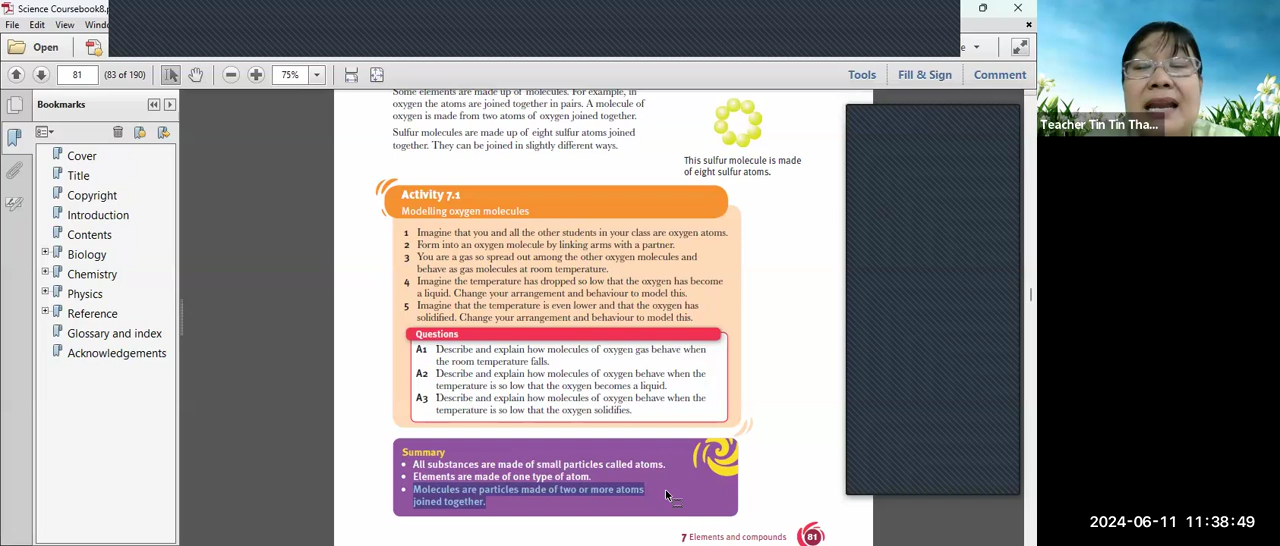 Science Coursebook8.p
File Edit View Windo
Open
81 (83 of 190) 75% Tools Fill & Sign Comment
Bookmarks
Cover
Title
Copyright
Introduction
Contents
Biology
Chemistry
Physics
Reference
Glossary and index
Acknowledgements
Some elements are made up of molecules. For example, in
oxygen the atoms are joined together in pairs. A molecule of
oxygen is made from two atoms of oxygen joined together.
Sulfur molecules are made up of eight sulfur atoms joined
together. They can be joined in slightly different ways.
This sulfur molecule is made
of eight sulfur atoms.
Activity 7.1
Modelling oxygen molecules
1 Imagine that you and all the other students in your class are oxygen atoms.
2 Form into an oxygen molecule by linking arms with a partner.
3 You are a gas so spread out among the other oxygen molecules and
behave as gas molecules at room temperature.
4 Imagine the temperature has dropped so low that the oxygen has become
a liquid. Change your arrangement and behaviour to model this.
5 Imagine that the temperature is even lower and that the oxygen has
solidified. Change your arrangement and behaviour to model this.
Questions
A1 Describe and explain how molecules of oxygen gas behave when
the room temperature falls.
A2 Describe and explain how molecules of oxygen behave when the
temperature is so low that the oxygen becomes a liquid.
A3 Describe and explain how molecules of oxygen behave when the
temperature is so low that the oxygen solidifies.
Summary
• All substances are made of small particles called atoms.
• Elements are made of one type of atom.
• Molecules are particles made of two or more atoms
joined together.
7 Elements and compounds 81
Teacher Tin Tin Tha...
2024-06-11 11:38:49